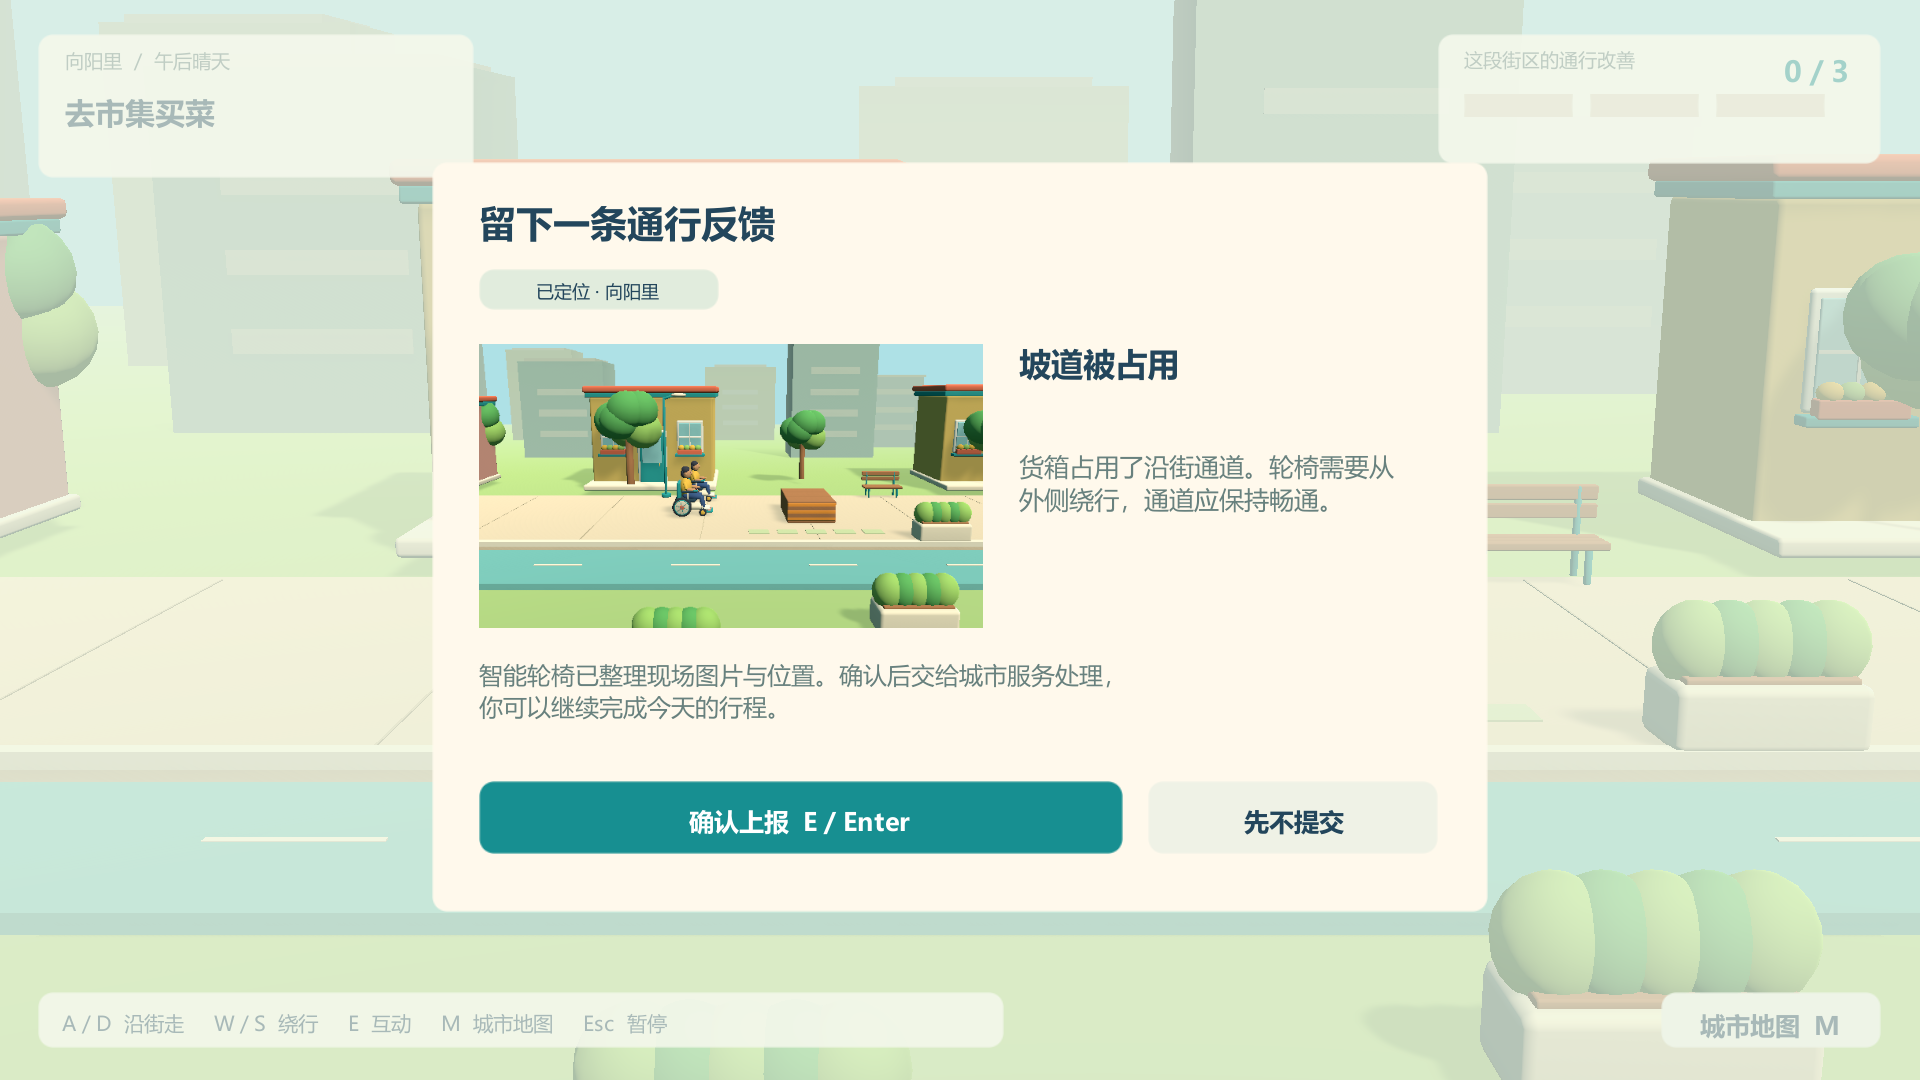 向阳里 / 午后晴天
去市集买菜
这段街区的通行改善
0 / 3
留下一条通行反馈
已定位 · 向阳里
坡道被占用
货箱占用了沿街通道。轮椅需要从
外侧绕行，通道应保持畅通。
智能轮椅已整理现场图片与位置。确认后交给城市服务处理，
你可以继续完成今天的行程。
确认上报 E / Enter
先不提交
A / D 沿街走 W / S 绕行 E 互动 M 城市地图 Esc 暂停
城市地图 M